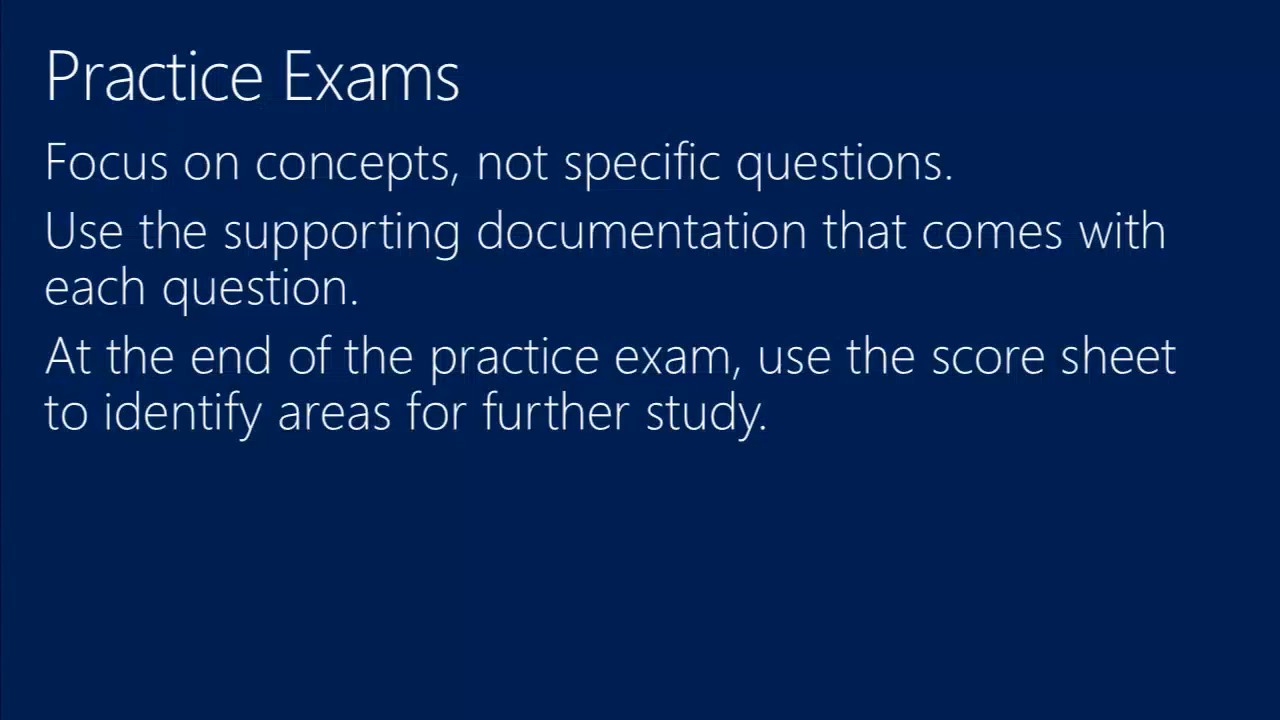 Practice Exams
Focus on concepts, not specific questions.
Use the supporting documentation that comes with
each question.
At the end of the practice exam, use the score sheet
to identify areas for further study.